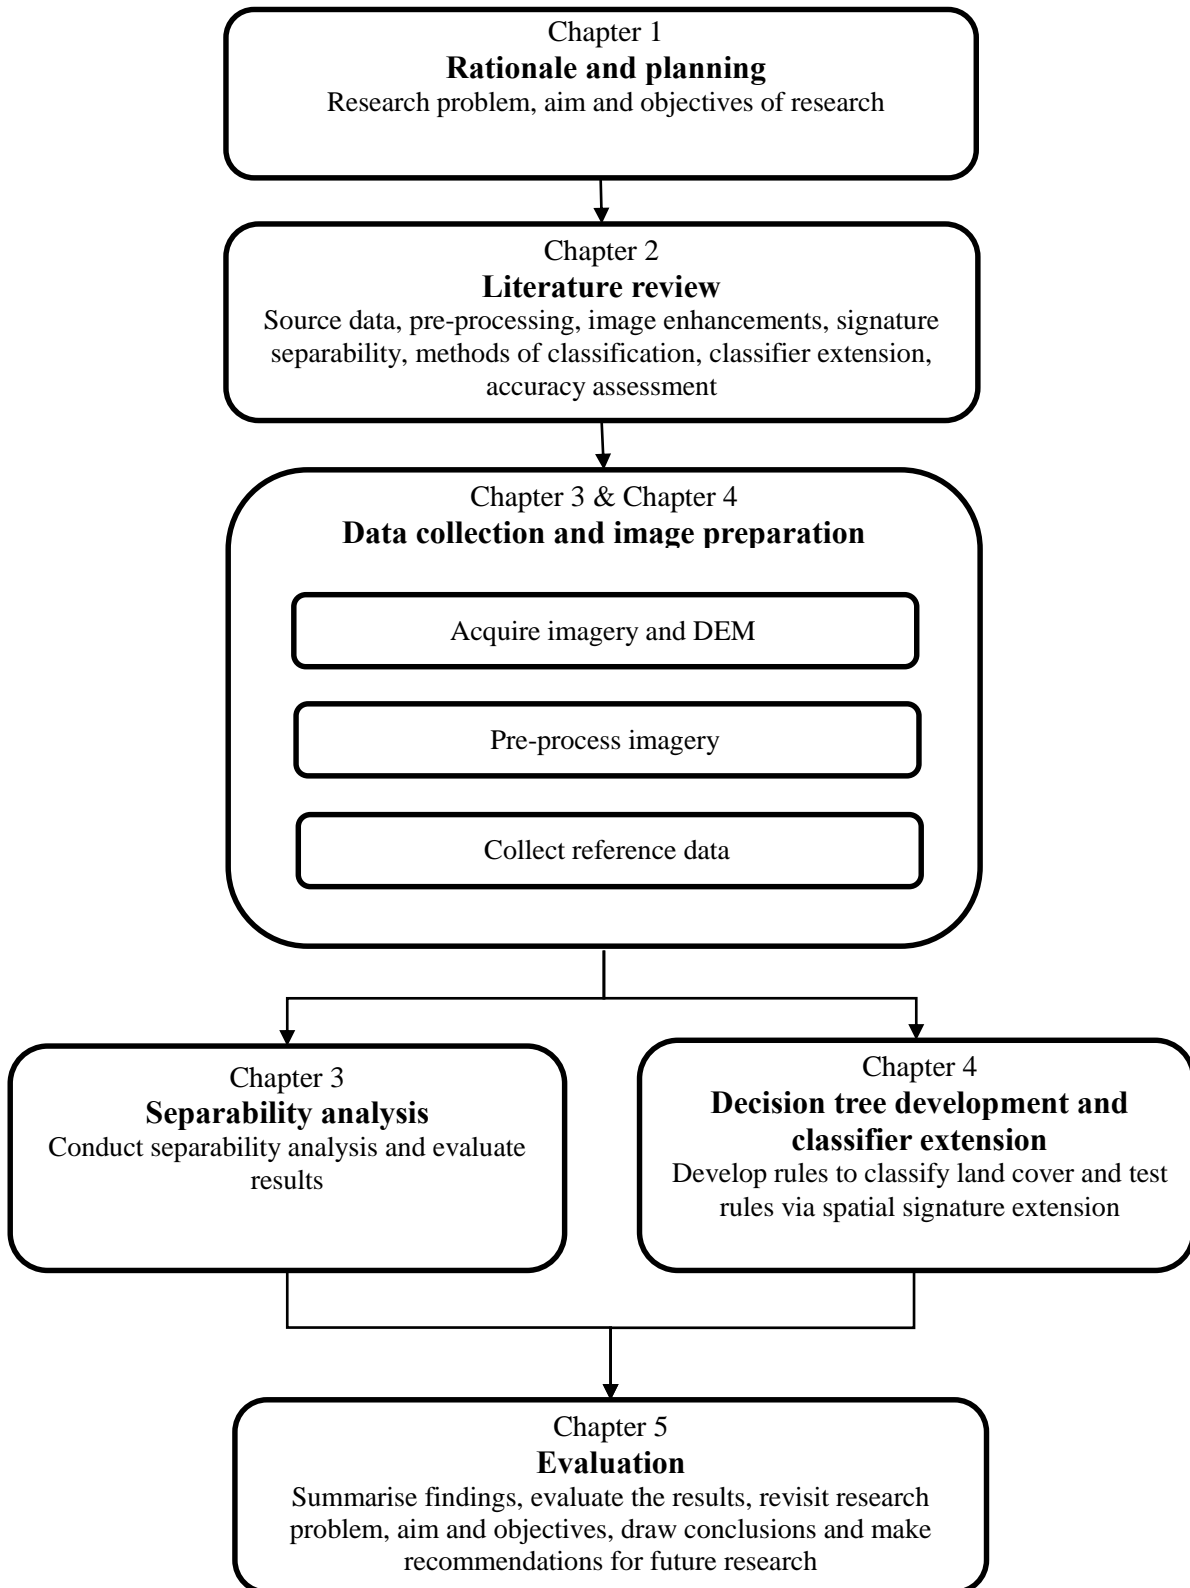 Chapter 1
Rationale and planning
Research problem, aim and objectives of research
Chapter 2
Literature review
Source data, pre-processing, image enhancements, signature
separability, methods of classification, classifier extension,
accuracy assessment
Chapter 3 & Chapter 4
Data collection and image preparation
Acquire imagery and DEM
Pre-process imagery
Collect reference data
Chapter 3
Separability analysis
Conduct separability analysis and evaluate
results
Chapter 4
Decision tree development and
classifier extension
Develop rules to classify land cover and test
rules via spatial signature extension
Chapter 5
Evaluation
Summarise findings, evaluate the results, revisit research
problem, aim and objectives, draw conclusions and make
recommendations for future research